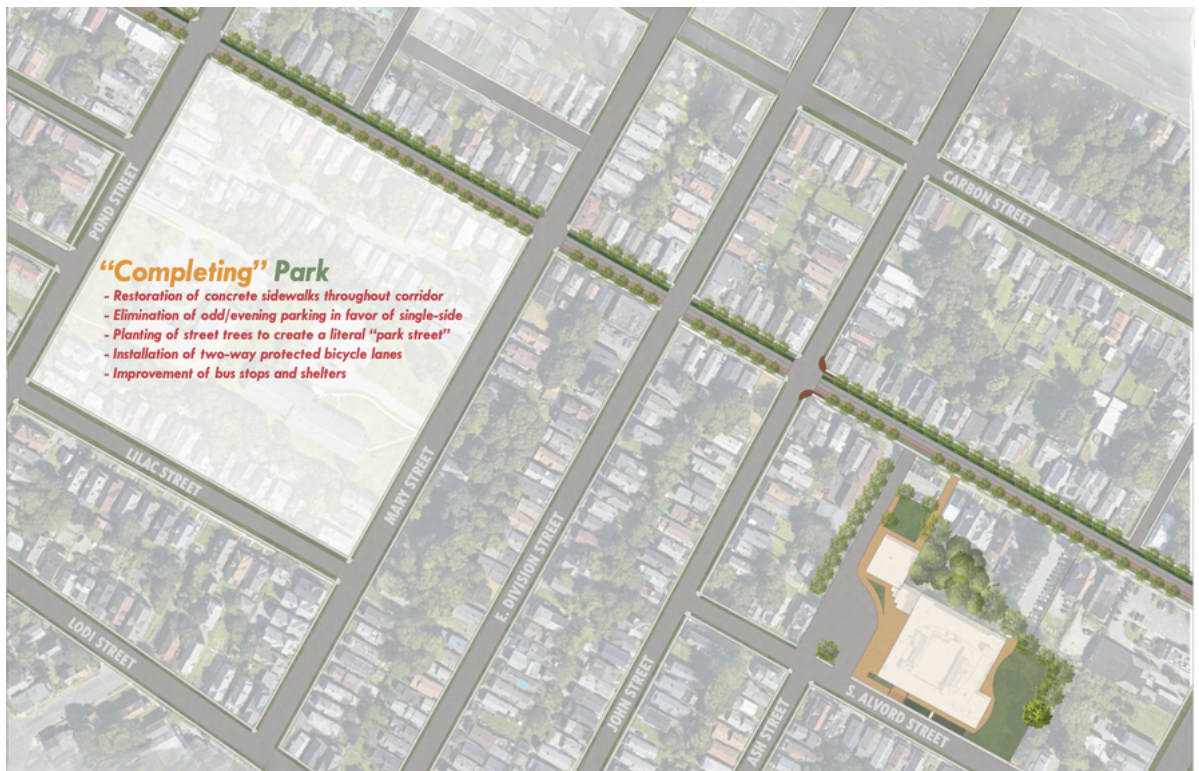 CARBON STREET
POND STREET
“Completing” Park
- Restoration of concrete sidewalks throughout corridor
- Elimination of odd/evening parking in favor of single-side
- Planting of street trees to create a literal “park street”
- Installation of two-way protected bicycle lanes
- Improvement of bus stops and shelters
LILAC STREET
MARY STREET
E. DIVISION STREET
LODI STREET
JOHN STREET
ASH STREET
S. ALVORD STREET